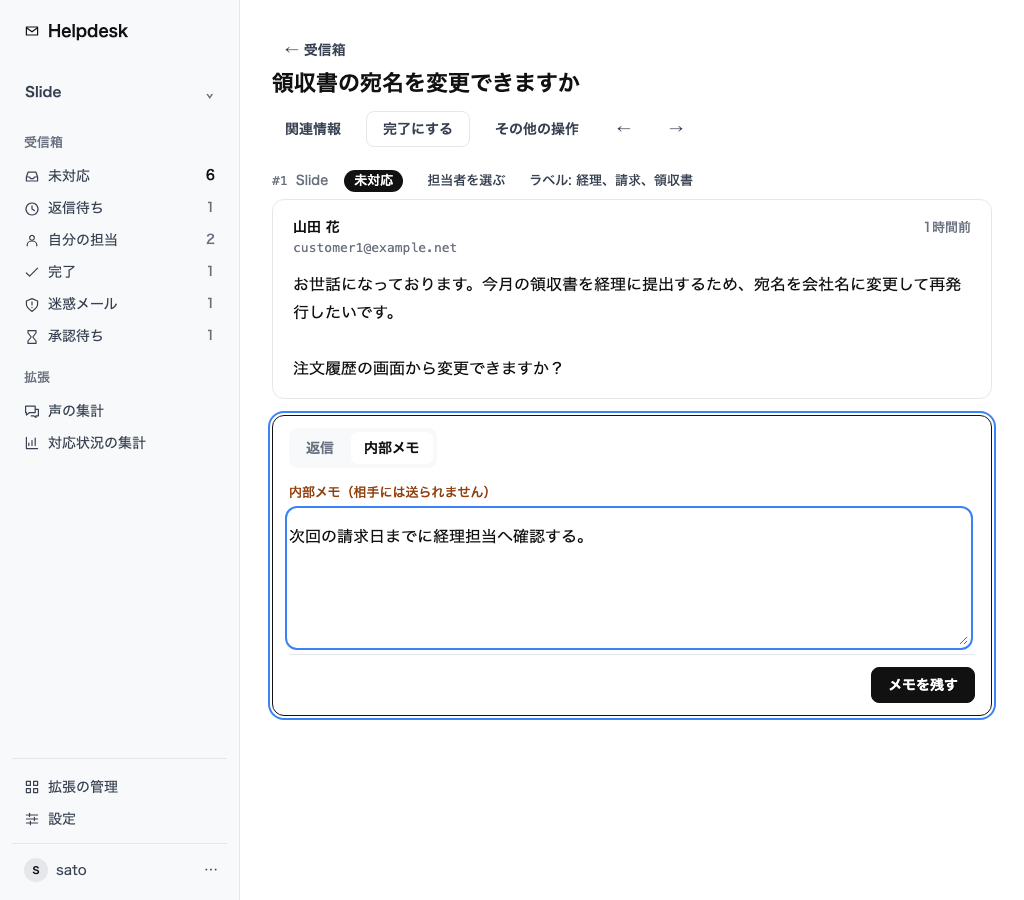 Helpdesk
Slide
受信箱
未対応 6
返信待ち 1
自分の担当 2
完了 1
迷惑メール 1
承認待ち 1
拡張
声の集計
対応状況の集計
拡張の管理
設定
S sato ...
← 受信箱
領収書の宛名を変更できますか
関連情報 完了にする その他の操作 ← →
#1 Slide 未対応 担当者を選ぶ ラベル: 経理、請求、領収書
山田 花 1時間前
customer1@example.net
お世話になっております。今月の領収書を経理に提出するため、宛名を会社名に変更して再発
行したいです。
注文履歴の画面から変更できますか？
返信 内部メモ
内部メモ（相手には送られません）
次回の請求日までに経理担当へ確認する。
メモを残す